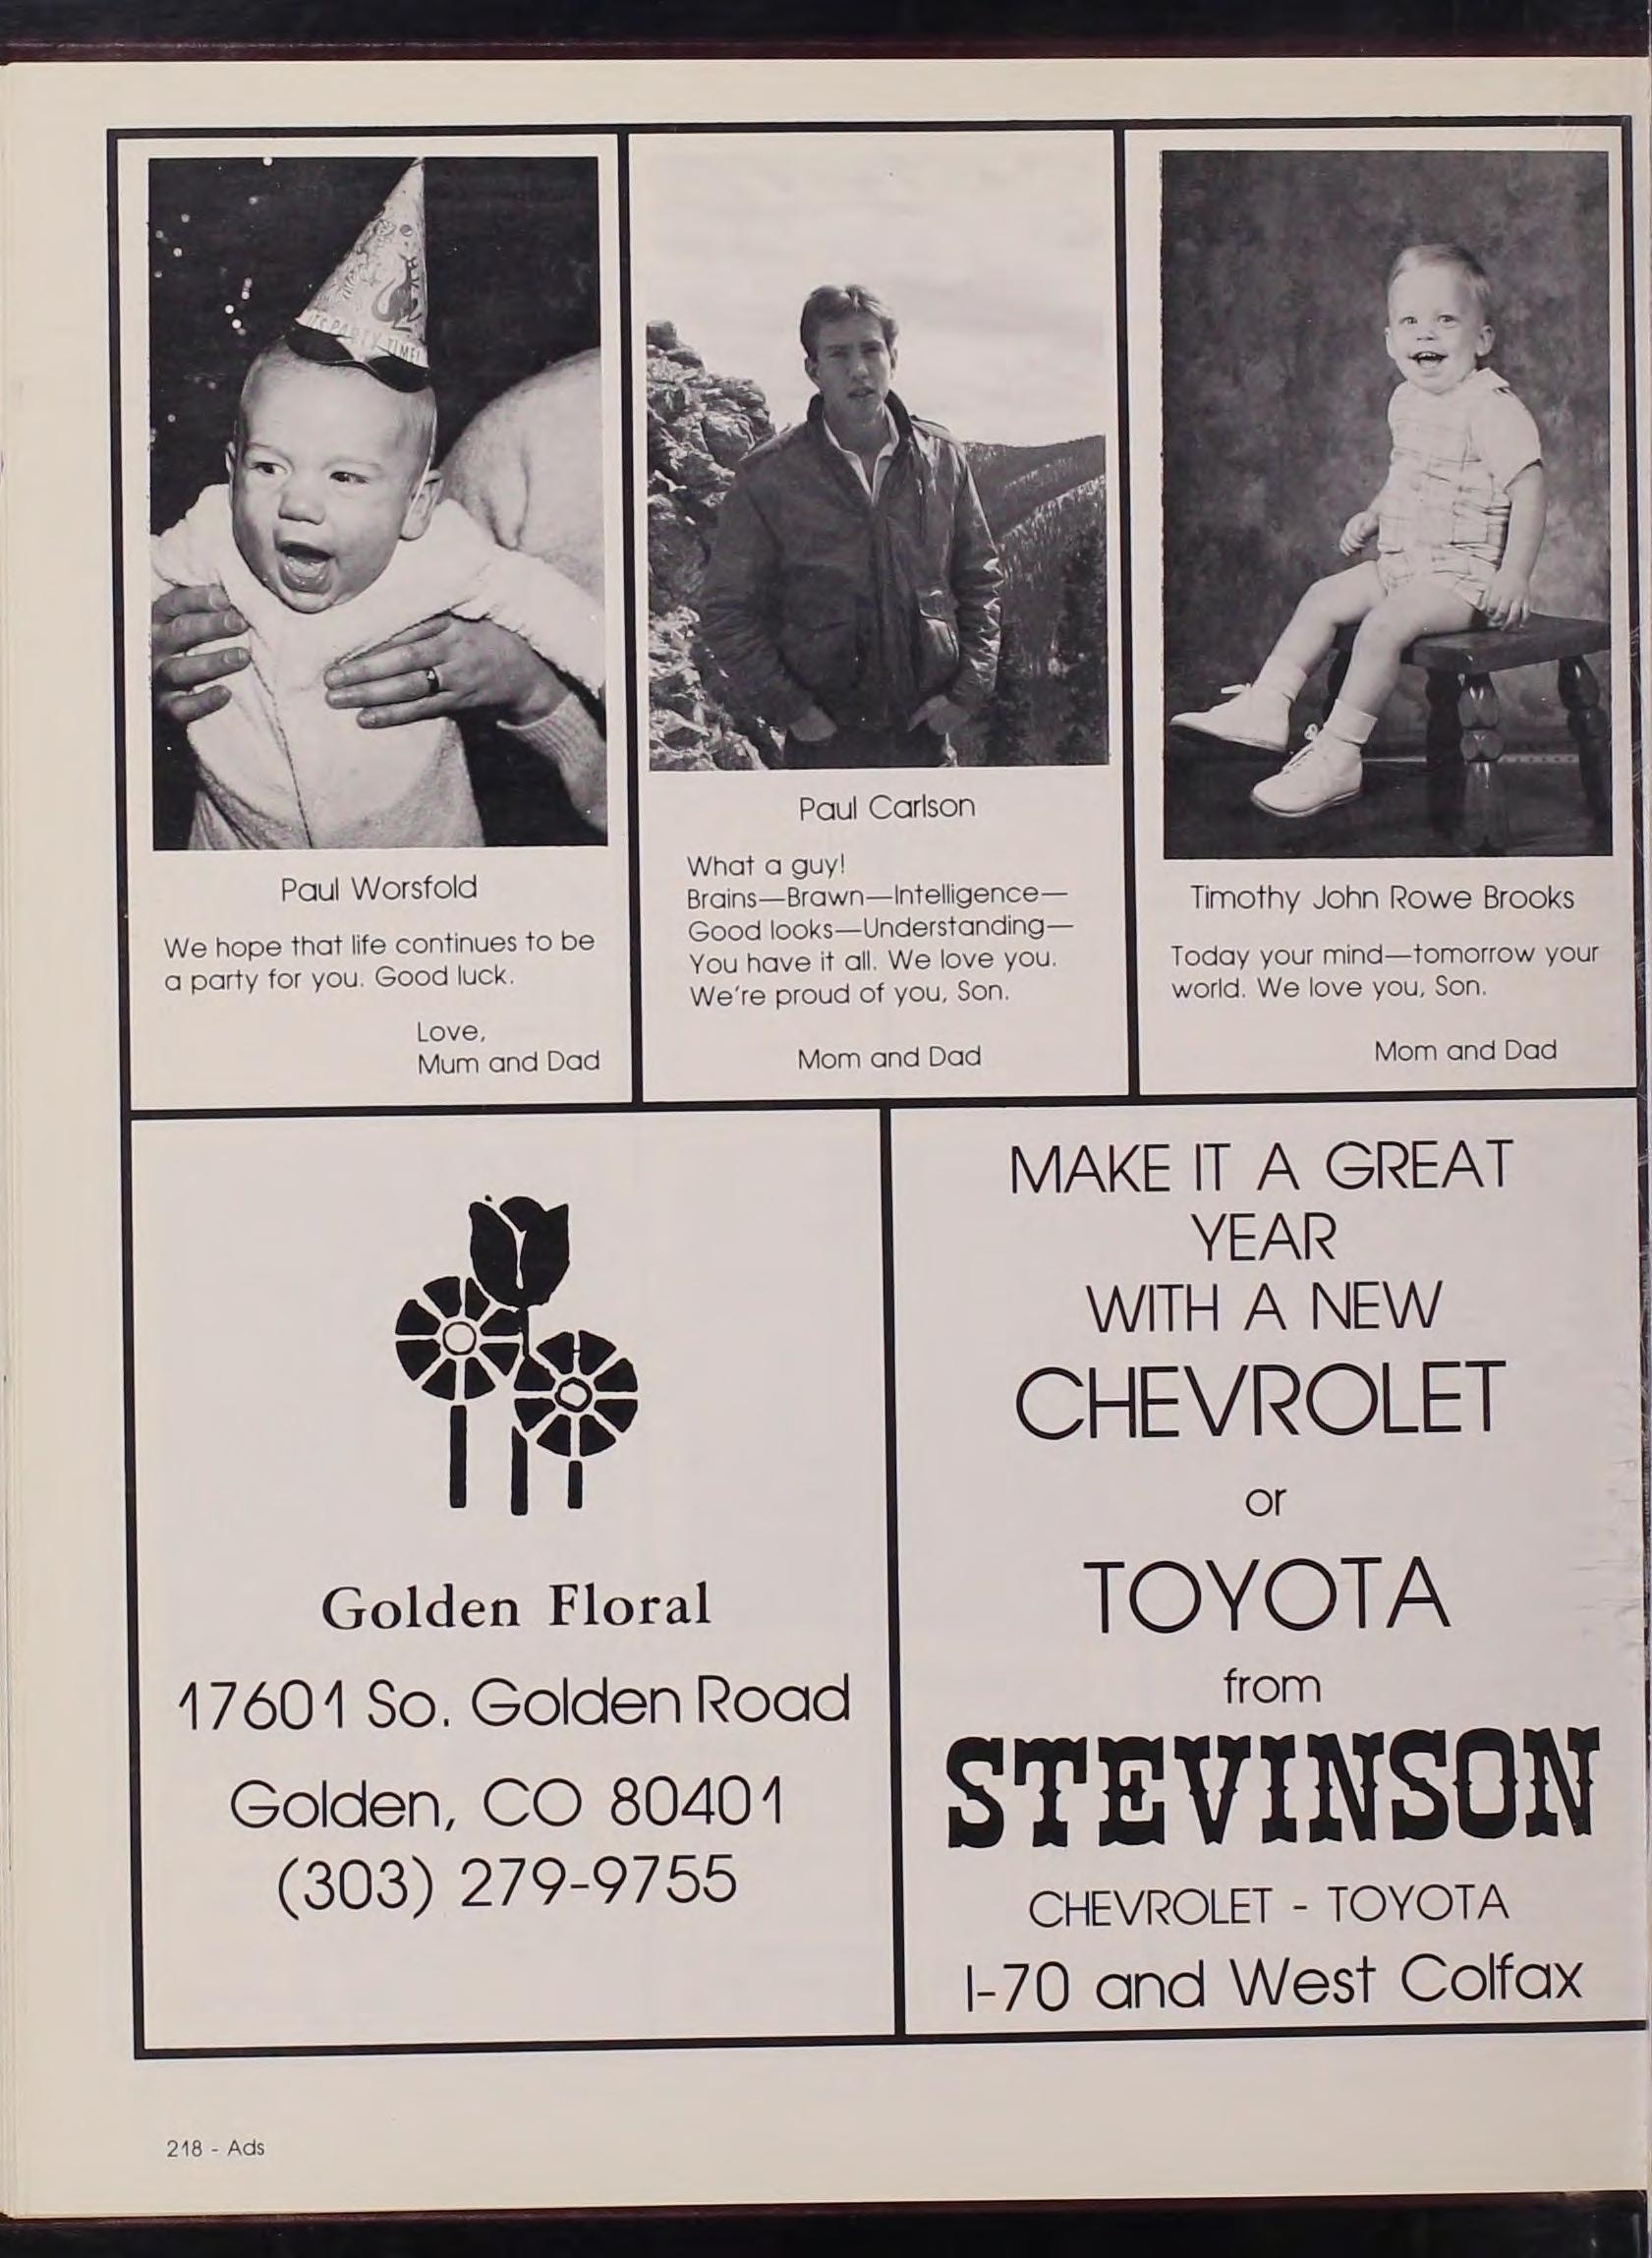 IT'S PARTY TIME!
Paul Worsfold
We hope that life continues to be
a party for you. Good luck.
Love,
Mum and Dad
Paul Carlson
What a guy!
Brains—Brawn—Intelligence—
Good looks—Understanding—
You have it all. We love you.
We're proud of you, Son.
Mom and Dad
Timothy John Rowe Brooks
Today your mind—tomorrow your
world. We love you, Son.
Mom and Dad
Golden Floral
17601 So. Golden Road
Golden, CO 80401
(303) 279-9755
MAKE IT A GREAT
YEAR
WITH A NEW
CHEVROLET
or
TOYOTA
from
STEVINSON
CHEVROLET - TOYOTA
I-70 and West Colfax
218 - Ads